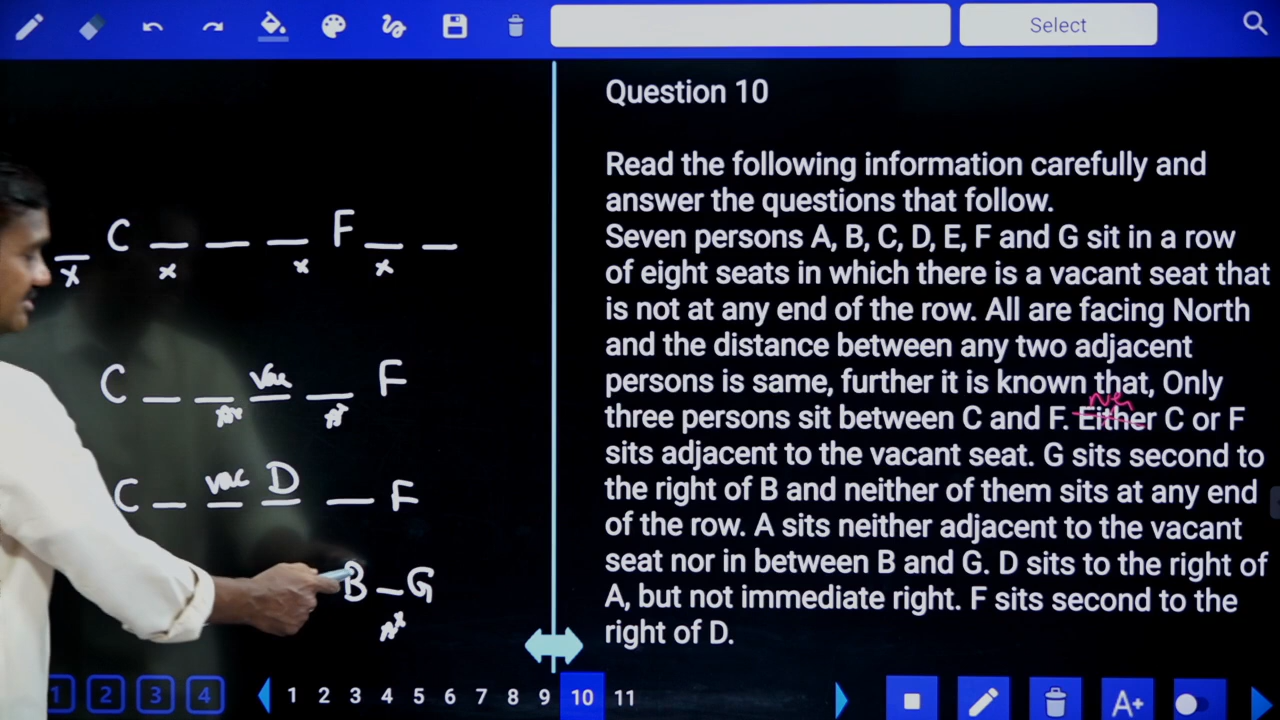 Select
Question 10
Read the following information carefully and
answer the questions that follow.
Seven persons A, B, C, D, E, F and G sit in a row
of eight seats in which there is a vacant seat that
is not at any end of the row. All are facing North
and the distance between any two adjacent
persons is same, further it is known that, Only
three persons sit between C and F. Either C or F
sits adjacent to the vacant seat. G sits second to
the right of B and neither of them sits at any end
of the row. A sits neither adjacent to the vacant
seat nor in between B and G. D sits to the right of
A, but not immediate right. F sits second to the
right of D.
C F
x x x x
C vac F
C vac D F
B G
1 2 3 4
1 2 3 4 5 6 7 8 9 10 11
A+